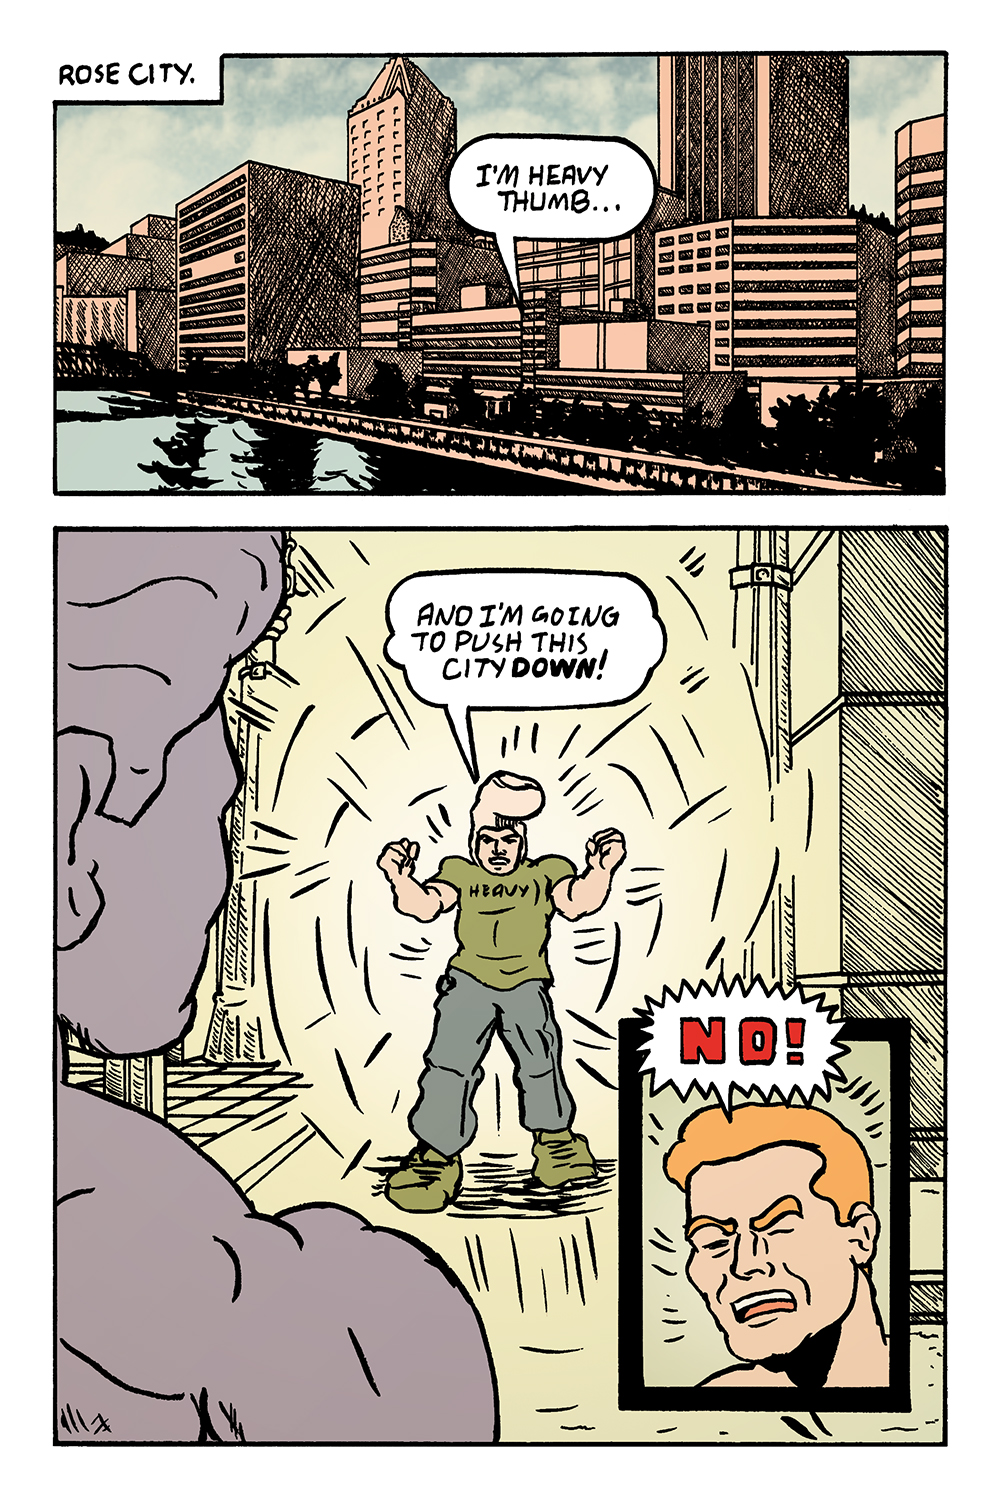 ROSE CITY.
I'M HEAVY
THUMB...
AND I'M GOING
TO PUSH THIS
CITY DOWN!
HEAVY
NO!